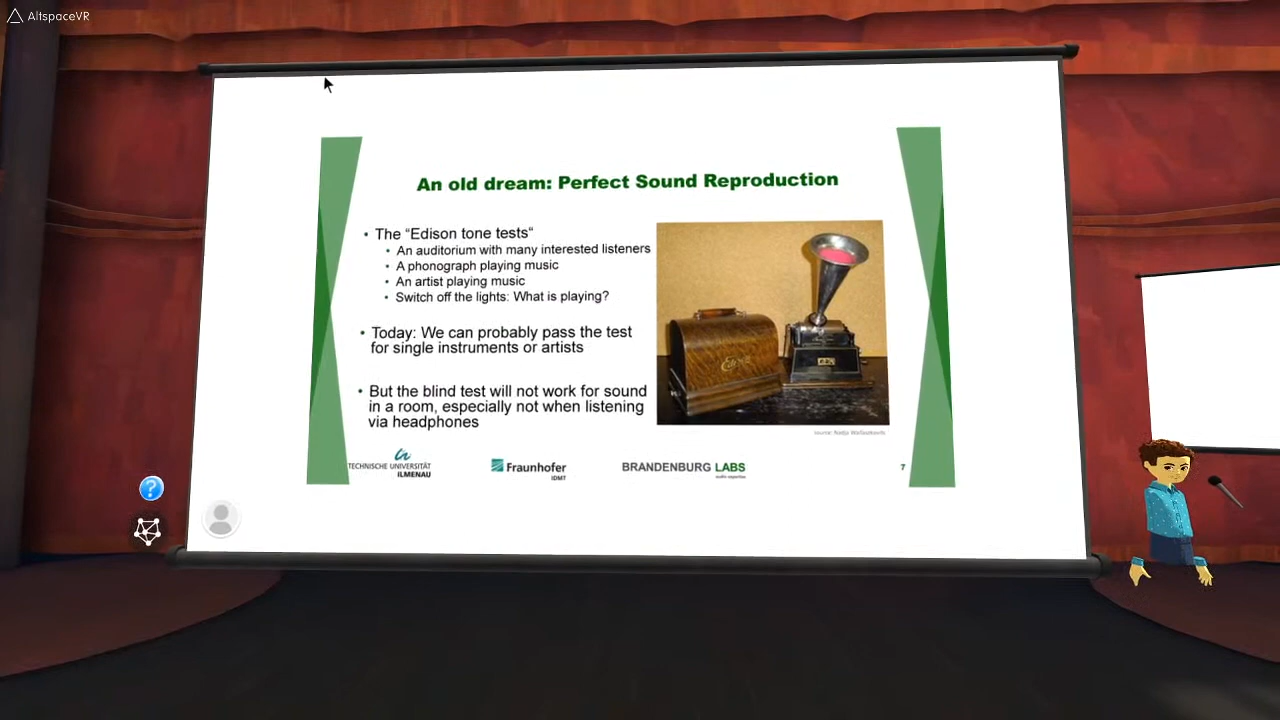 AltspaceVR
An old dream: Perfect Sound Reproduction
• The "Edison tone tests"
• An auditorium with many interested listeners
• A phonograph playing music
• An artist playing music
• Switch off the lights: What is playing?
• Today: We can probably pass the test
for single instruments or artists
• But the blind test will not work for sound
in a room, especially not when listening
via headphones
TECHNISCHE UNIVERSITÄT
ILMENAU
Fraunhofer
IDMT
BRANDENBURG LABS
audio expertise
7
?